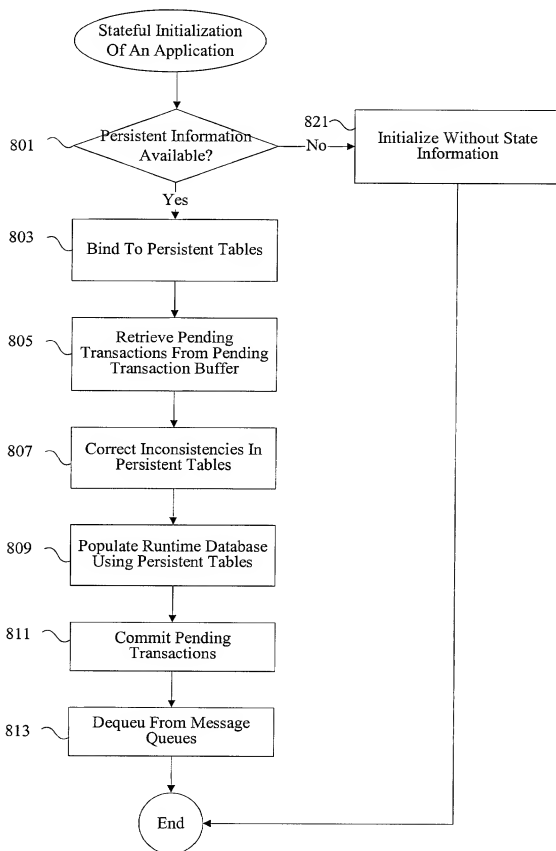 Stateful Initialization
Of An Application
801
Persistent Information
Available?
No
821
Initialize Without State
Information
Yes
803
Bind To Persistent Tables
805
Retrieve Pending
Transactions From Pending
Transaction Buffer
807
Correct Inconsistencies In
Persistent Tables
809
Populate Runtime Database
Using Persistent Tables
811
Commit Pending
Transactions
813
Dequeu From Message
Queues
End